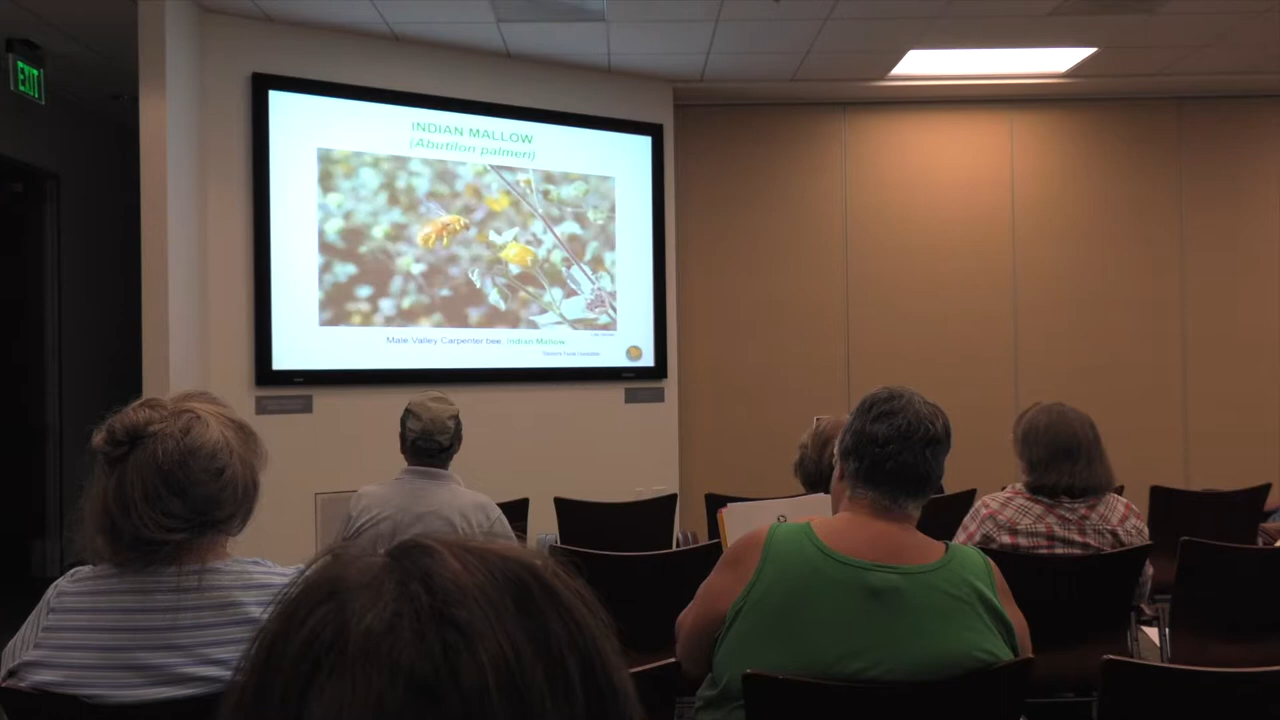 EXIT
INDIAN MALLOW
(Abutilon palmeri)
Male Valley Carpenter bee, Indian Mallow